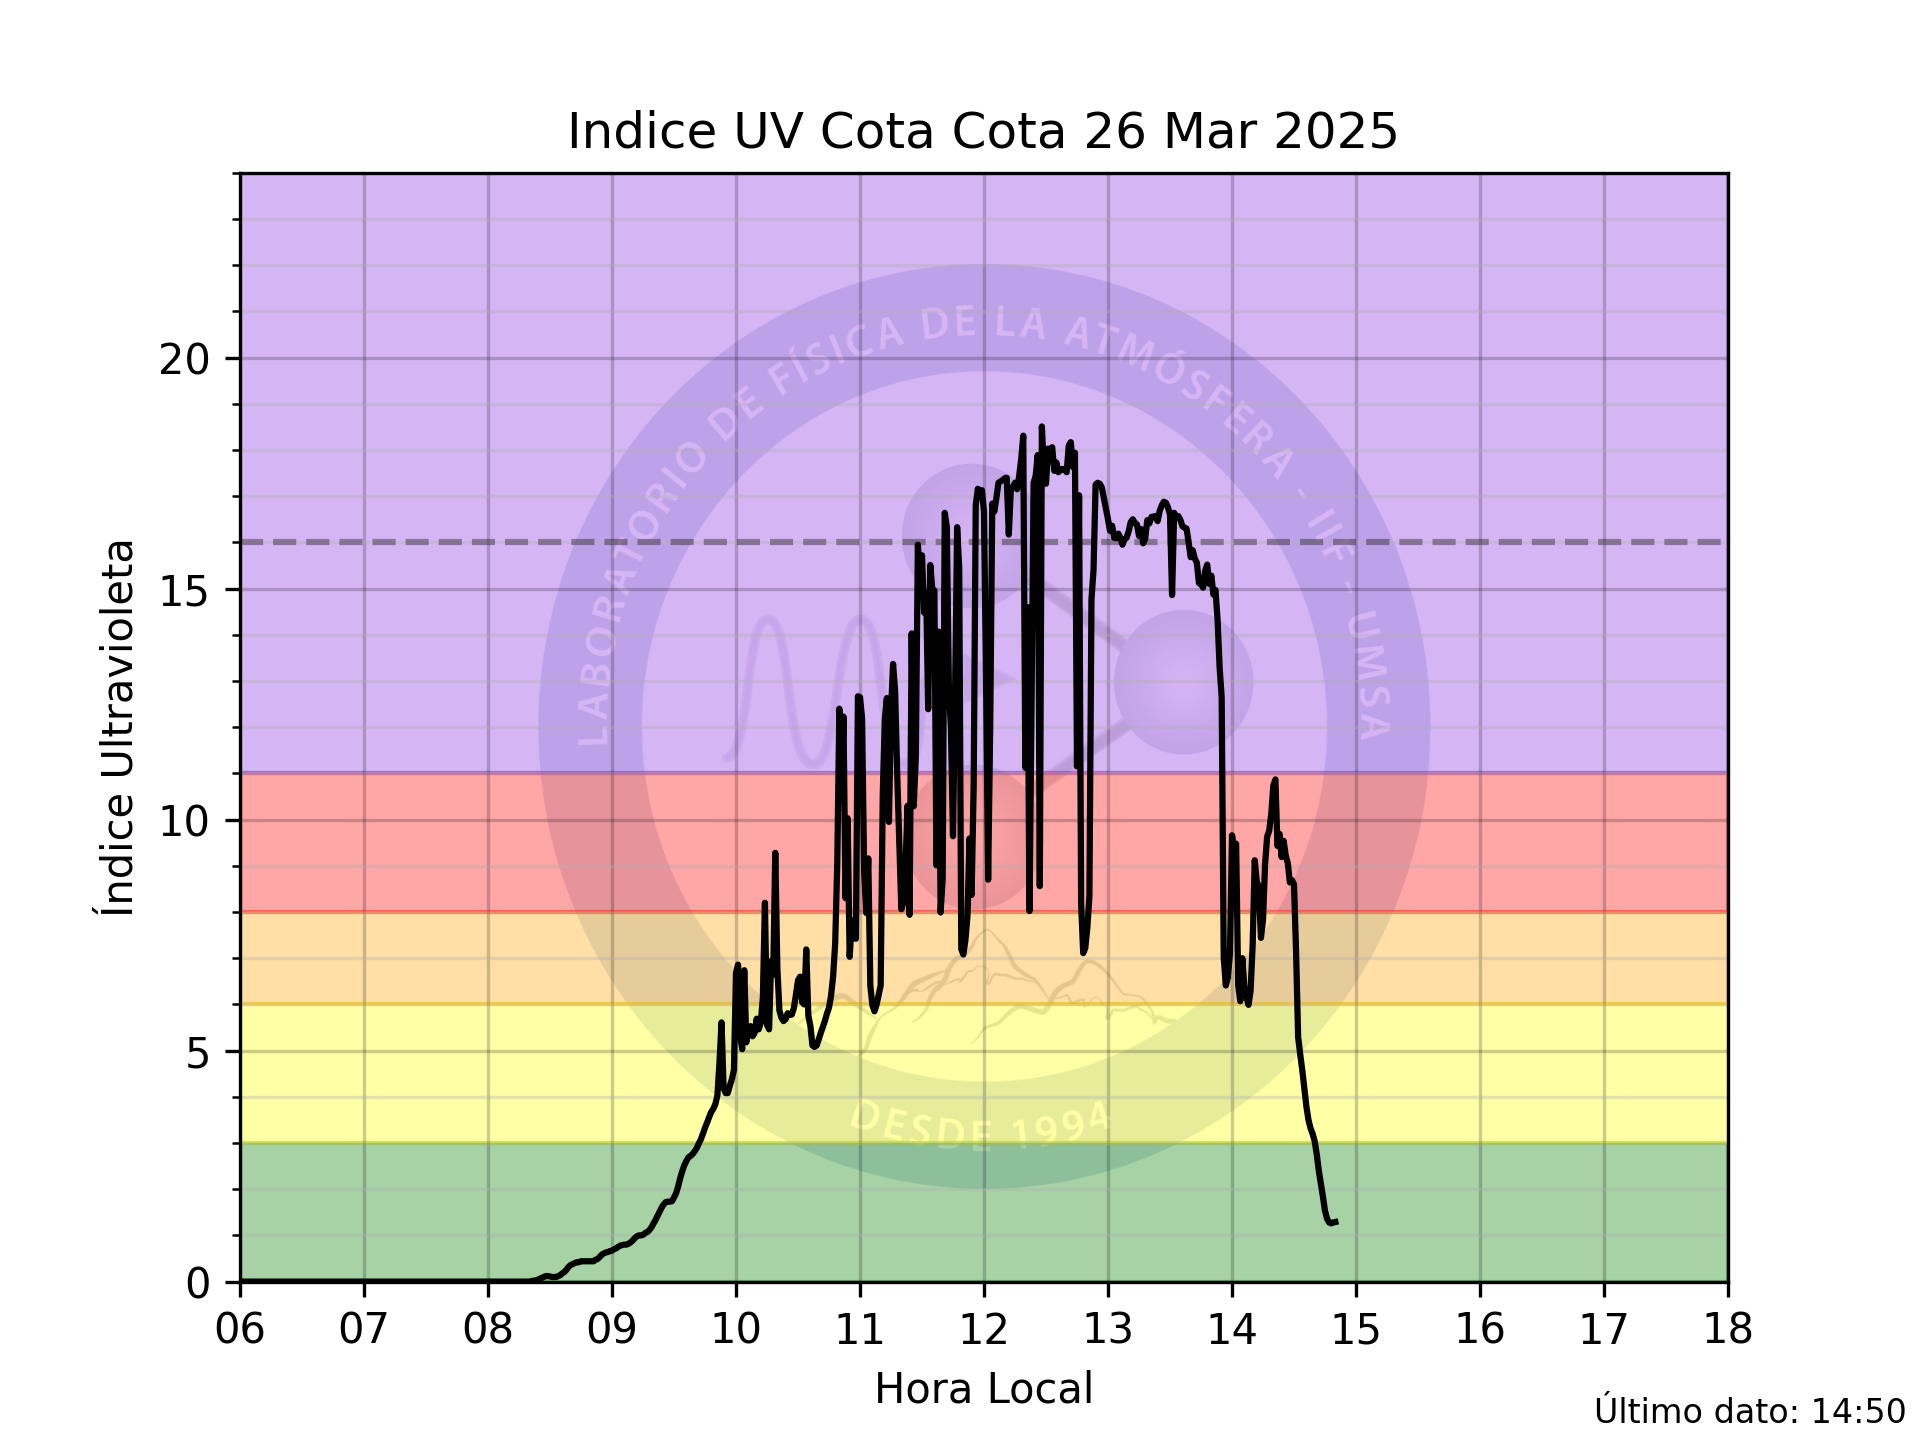 Indice UV Cota Cota 26 Mar 2025
LABORATORIO DE FÍSICA DE LA ATMÓSFERA - IIF - UMSA
DESDE 1994
Índice Ultravioleta
20
15
10
5
0
06 07 08 09 10 11 12 13 14 15 16 17 18
Hora Local
Último dato: 14:50